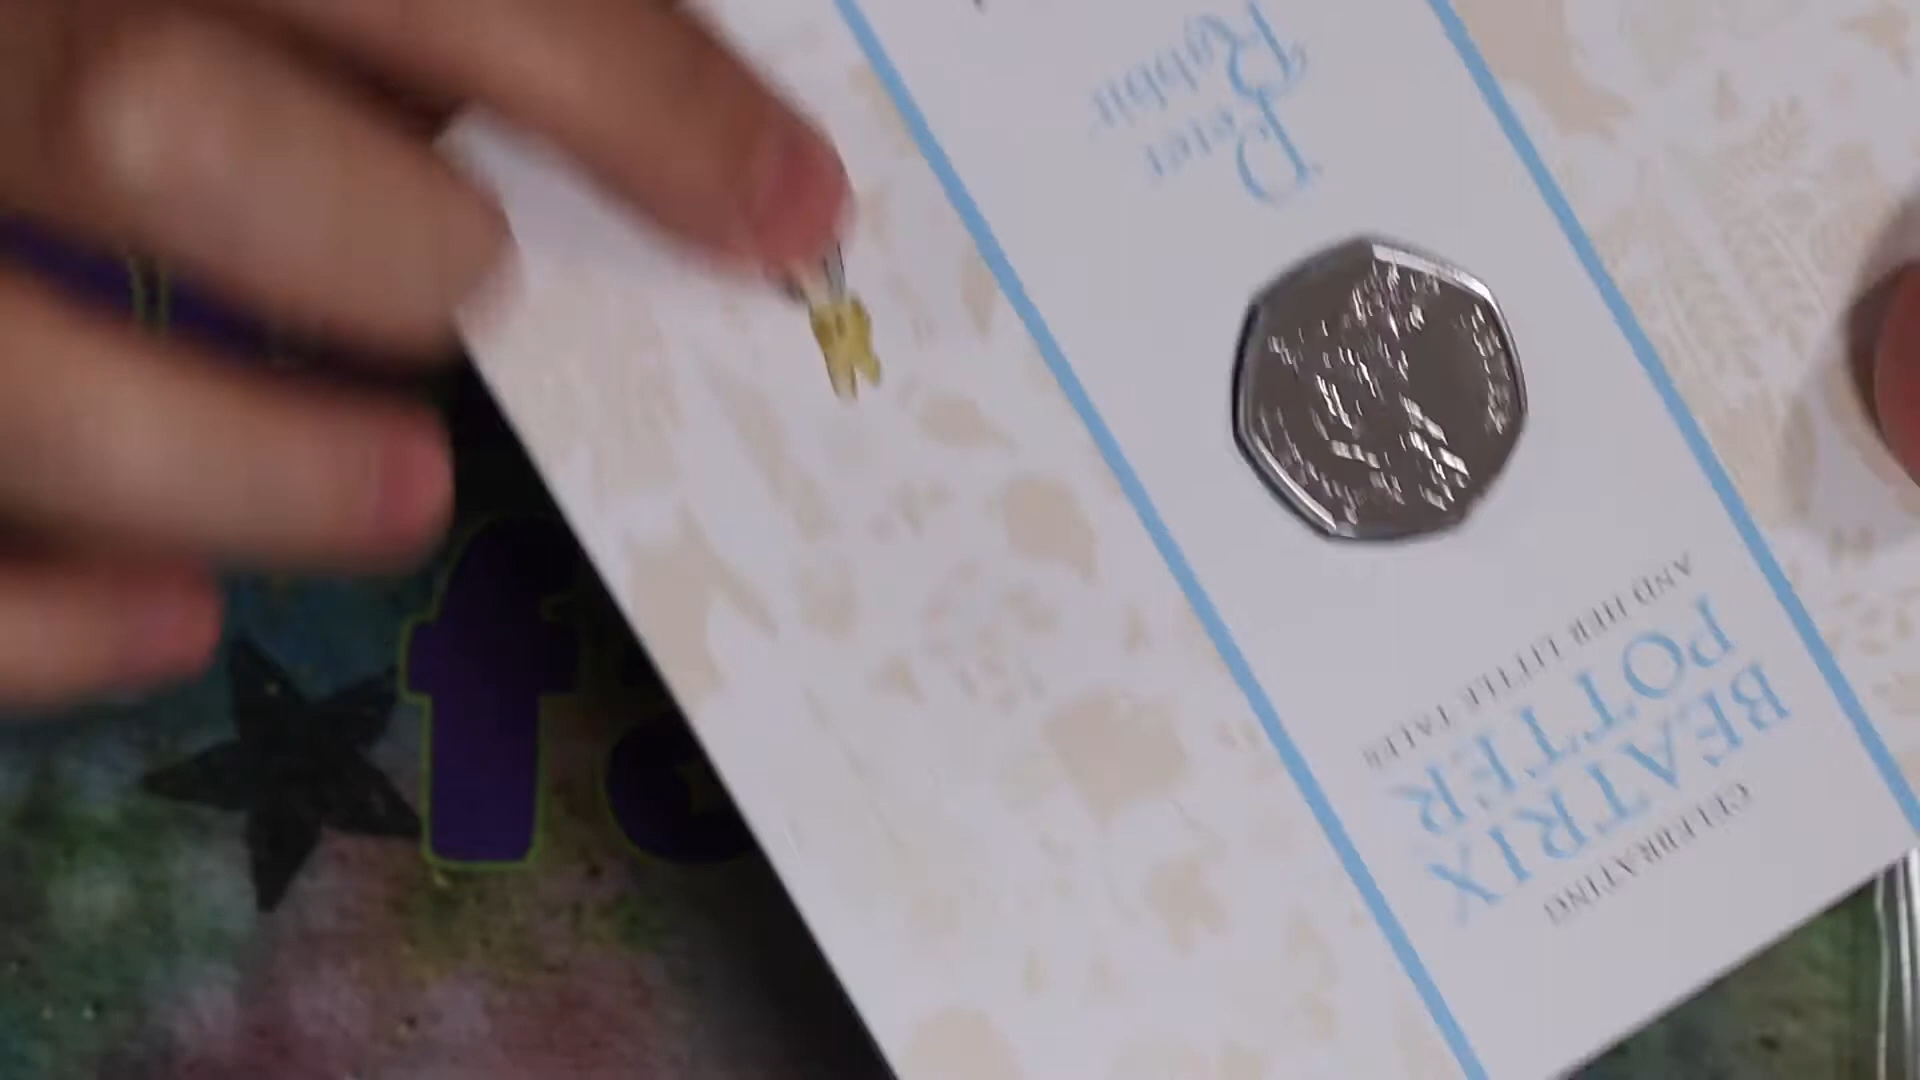 CELEBRATING
BEATRIX
POTTER
AND HER LITTLE TALES
Peter
Rabbit